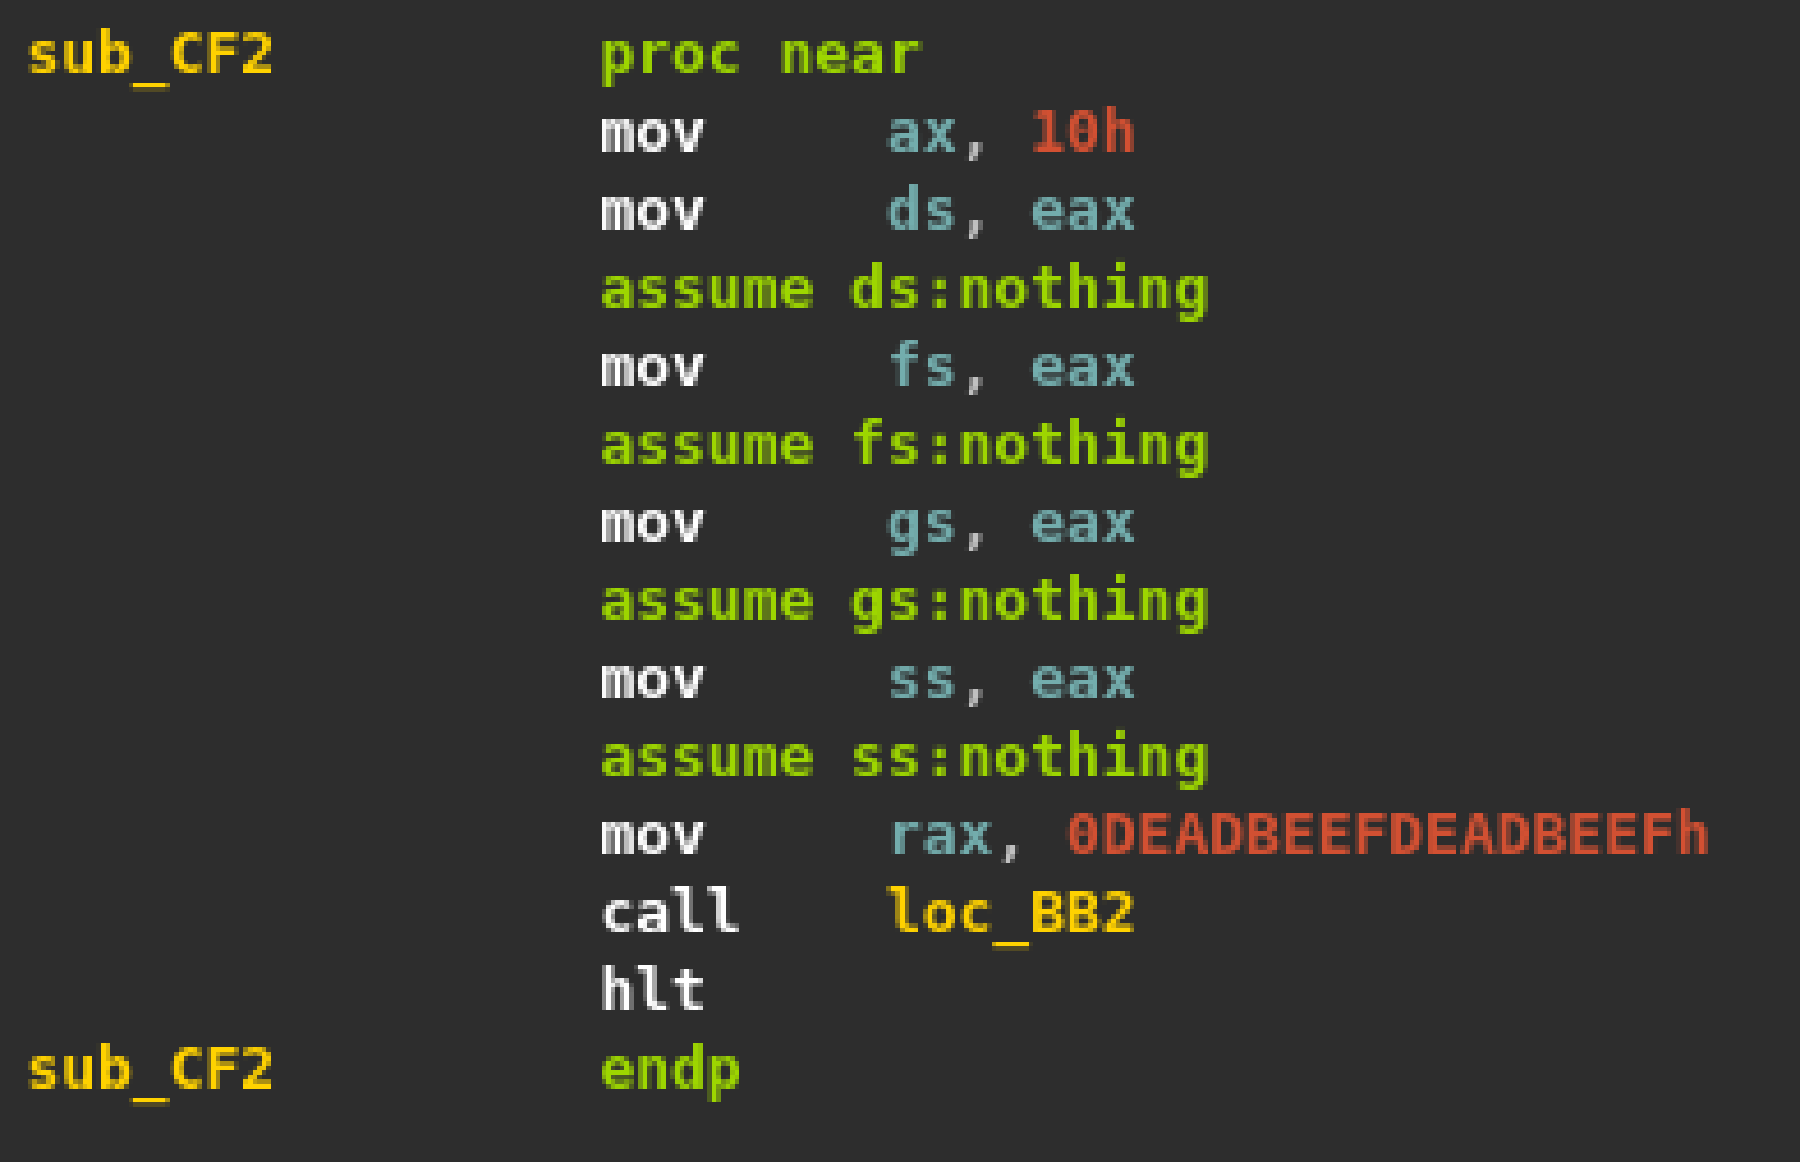 sub_CF2 proc near
mov ax, 10h
mov ds, eax
assume ds:nothing
mov fs, eax
assume fs:nothing
mov gs, eax
assume gs:nothing
mov ss, eax
assume ss:nothing
mov rax, 0DEADBEEFDEADBEEFh
call loc_BB2
hlt
sub_CF2 endp